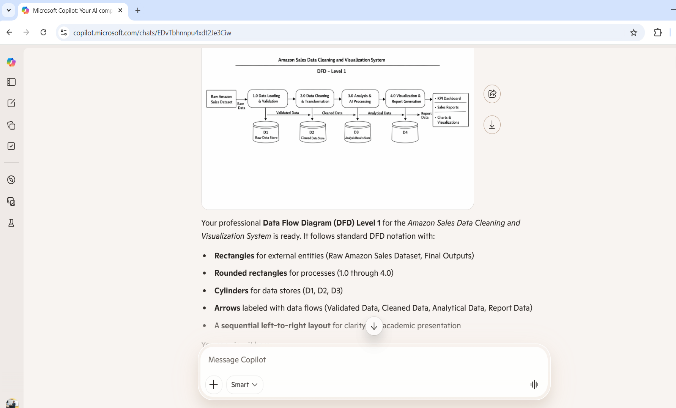 Microsoft Copilot: Your AI comp
copilot.microsoft.com/chats/
Amazon Sales Data Cleaning and Visualization System
DFD – Level 1
Raw Amazon
Sales Dataset
Raw
Data
1.0 Data Loading
& Validation
2.0 Data Cleaning
& Transformation
3.0 Analysis &
AI Processing
4.0 Visualization &
Report Generation
• KPI Dashboard
• Sales Reports
• Charts &
Visualizations
Validated Data
Cleaned Data
Analytical Data
Report
Data
D1
Raw Data Store
D2
Cleaned Data Store
D3
D4
Your professional Data Flow Diagram (DFD) Level 1 for the Amazon Sales Data Cleaning and
Visualization System is ready. It follows standard DFD notation with:
• Rectangles for external entities (Raw Amazon Sales Dataset, Final Outputs)
• Rounded rectangles for processes (1.0 through 4.0)
• Cylinders for data stores (D1, D2, D3)
• Arrows labeled with data flows (Validated Data, Cleaned Data, Analytical Data, Report Data)
• A sequential left-to-right layout for clarity academic presentation
Message Copilot
Smart